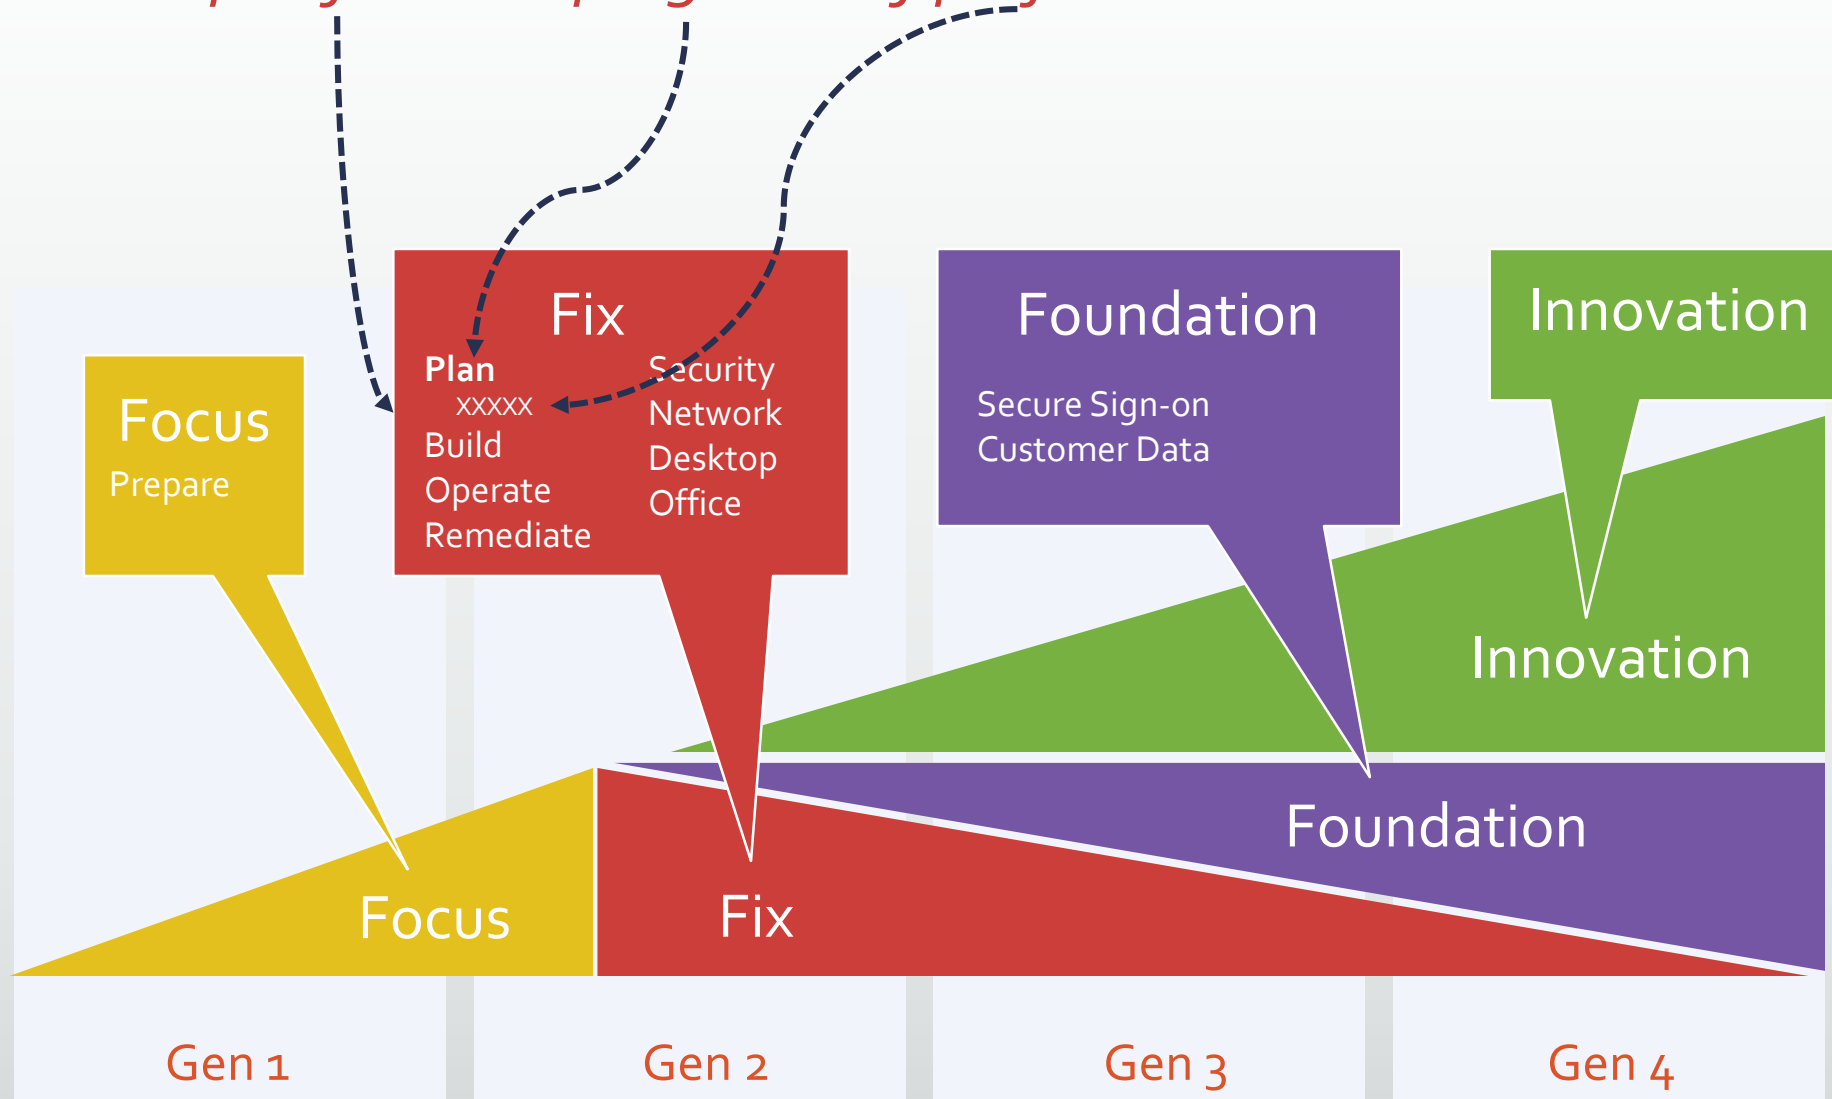 Fix
Plan
XXXXX
Build
Operate
Remediate
Security
Network
Desktop
Office
Foundation
Secure Sign-on
Customer Data
Innovation
Focus
Prepare
Innovation
Foundation
Focus
Fix
Gen 1
Gen 2
Gen 3
Gen 4